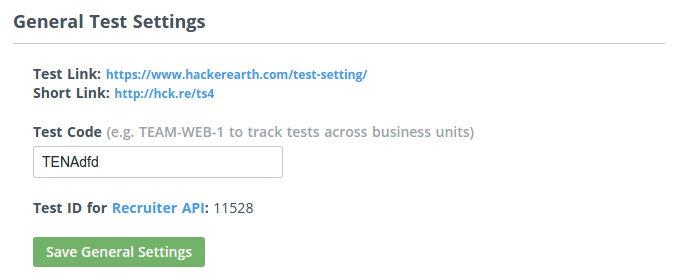 General Test Settings
Test Link: https://www.hackerearth.com/test-setting/
Short Link: http://hck.re/ts4
Test Code (e.g. TEAM-WEB-1 to track tests across business units)
TENAdfd
Test ID for Recruiter API: 11528
Save General Settings